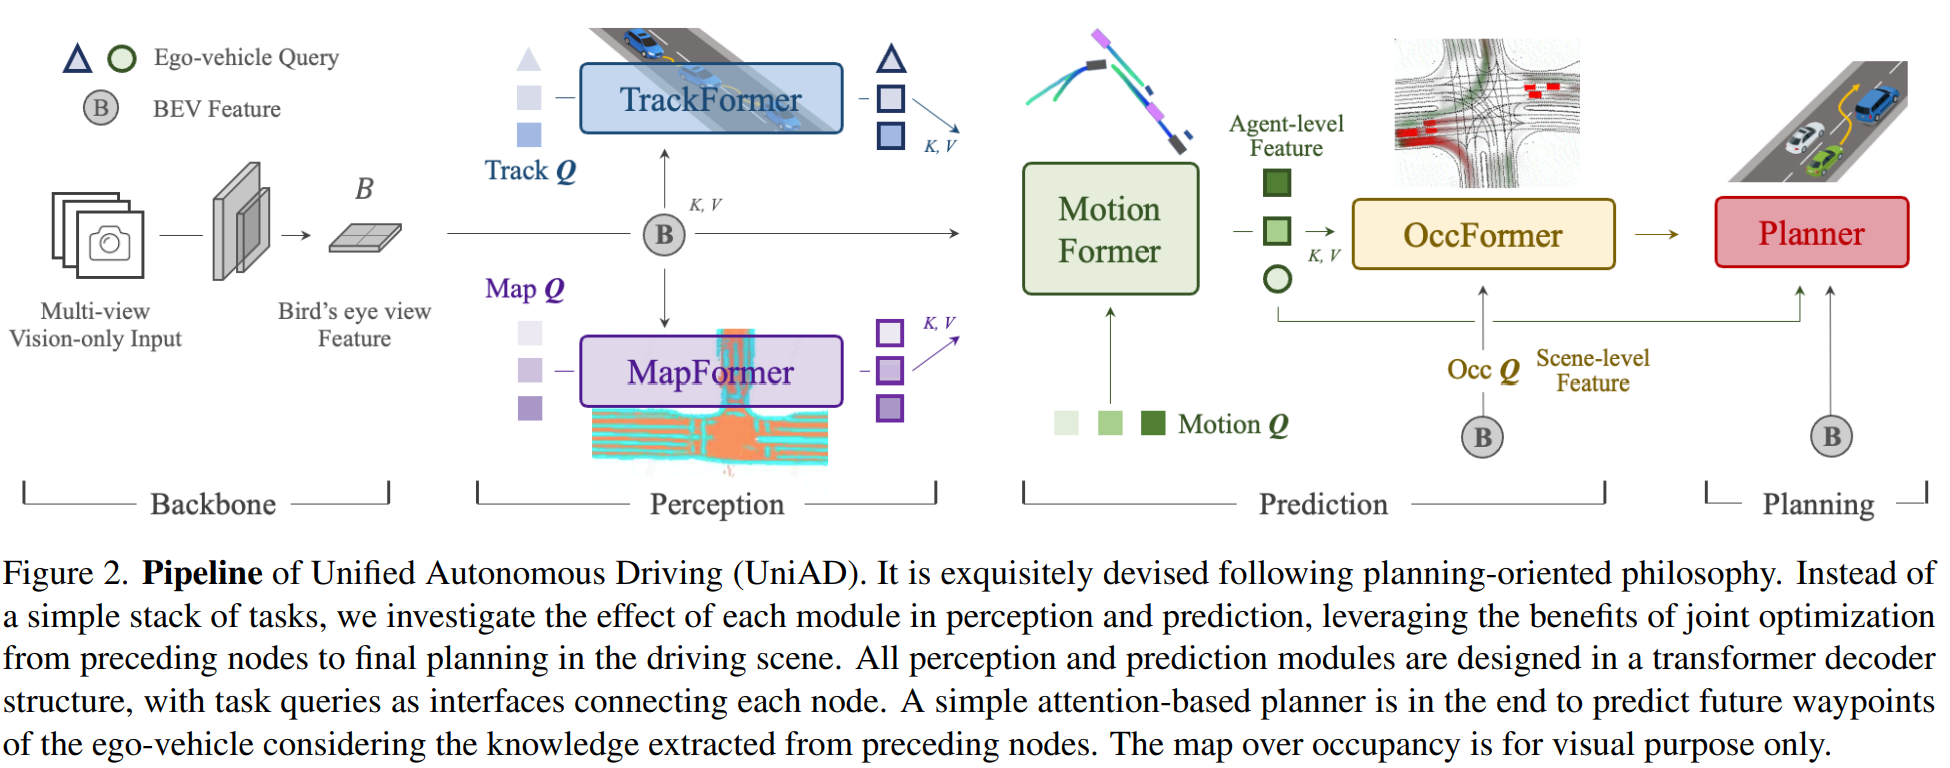 Ego-vehicle Query
B
BEV Feature
B
Multi-view
Vision-only Input
Bird’s eye view
Feature
Backbone
TrackFormer
Track Q
K, V
K, V
B
Map Q
K, V
MapFormer
Perception
Motion
Former
Agent-level
Feature
K, V
OccFormer
Occ Q
Scene-level
Feature
Motion Q
B
Prediction
Planner
B
Planning
Figure 2. Pipeline of Unified Autonomous Driving (UniAD). It is exquisitely devised following planning-oriented philosophy. Instead of
a simple stack of tasks, we investigate the effect of each module in perception and prediction, leveraging the benefits of joint optimization
from preceding nodes to final planning in the driving scene. All perception and prediction modules are designed in a transformer decoder
structure, with task queries as interfaces connecting each node. A simple attention-based planner is in the end to predict future waypoints
of the ego-vehicle considering the knowledge extracted from preceding nodes. The map over occupancy is for visual purpose only.